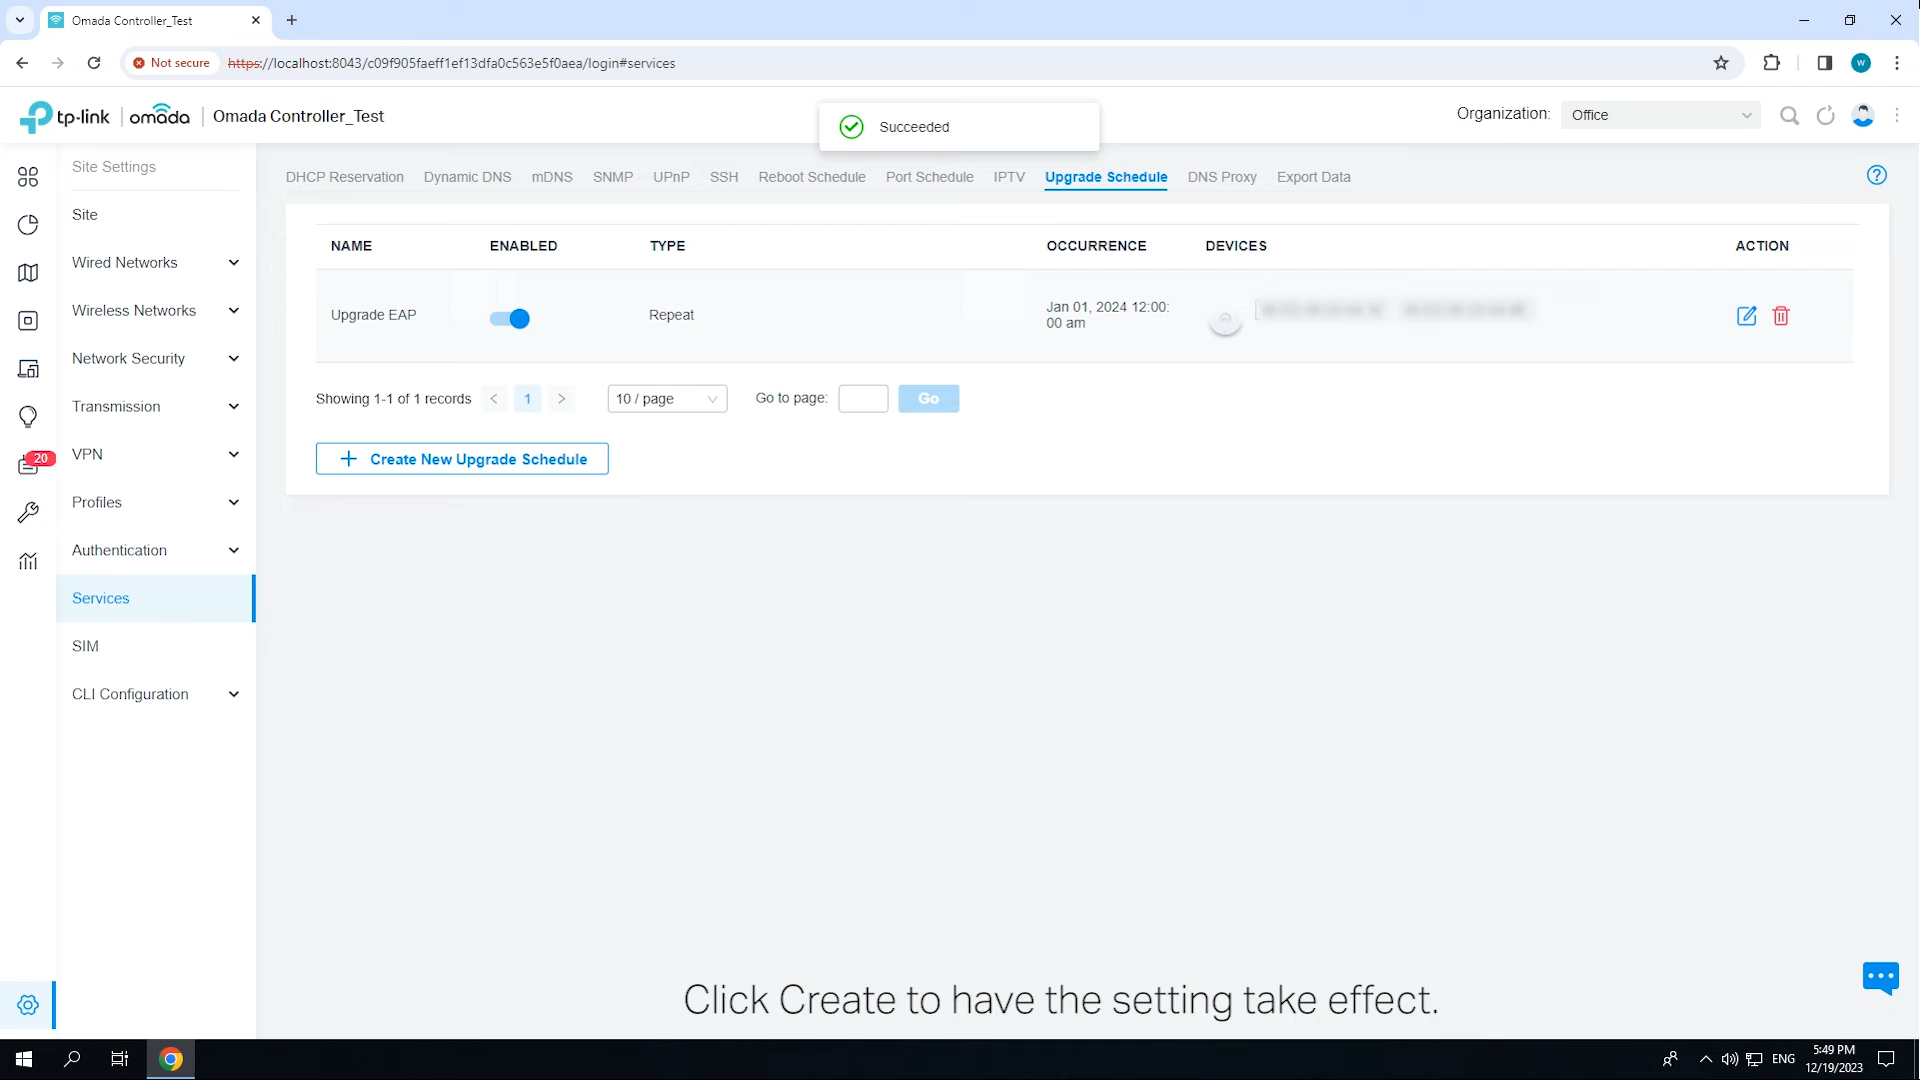 Omada Controller_Test
Not secure
https://localhost:8043/c09f905faeff1ef13dfa0c563e5f0aea/login#services
W
tp-link | omada | Omada Controller_Test
Succeeded
Organization:
Office
Site Settings
Site
Wired Networks
Wireless Networks
Network Security
Transmission
VPN
Profiles
Authentication
Services
SIM
CLI Configuration
20
DHCP Reservation
Dynamic DNS
mDNS
SNMP
UPnP
SSH
Reboot Schedule
Port Schedule
IPTV
Upgrade Schedule
DNS Proxy
Export Data
NAME
ENABLED
TYPE
OCCURRENCE
DEVICES
ACTION
Upgrade EAP
Repeat
Jan 01, 2024 12:00:
00 am
Showing 1-1 of 1 records
<
1
>
10 / page
Go to page:
Go
+ Create New Upgrade Schedule
Click Create to have the setting take effect.
ENG
5:49 PM
12/19/2023